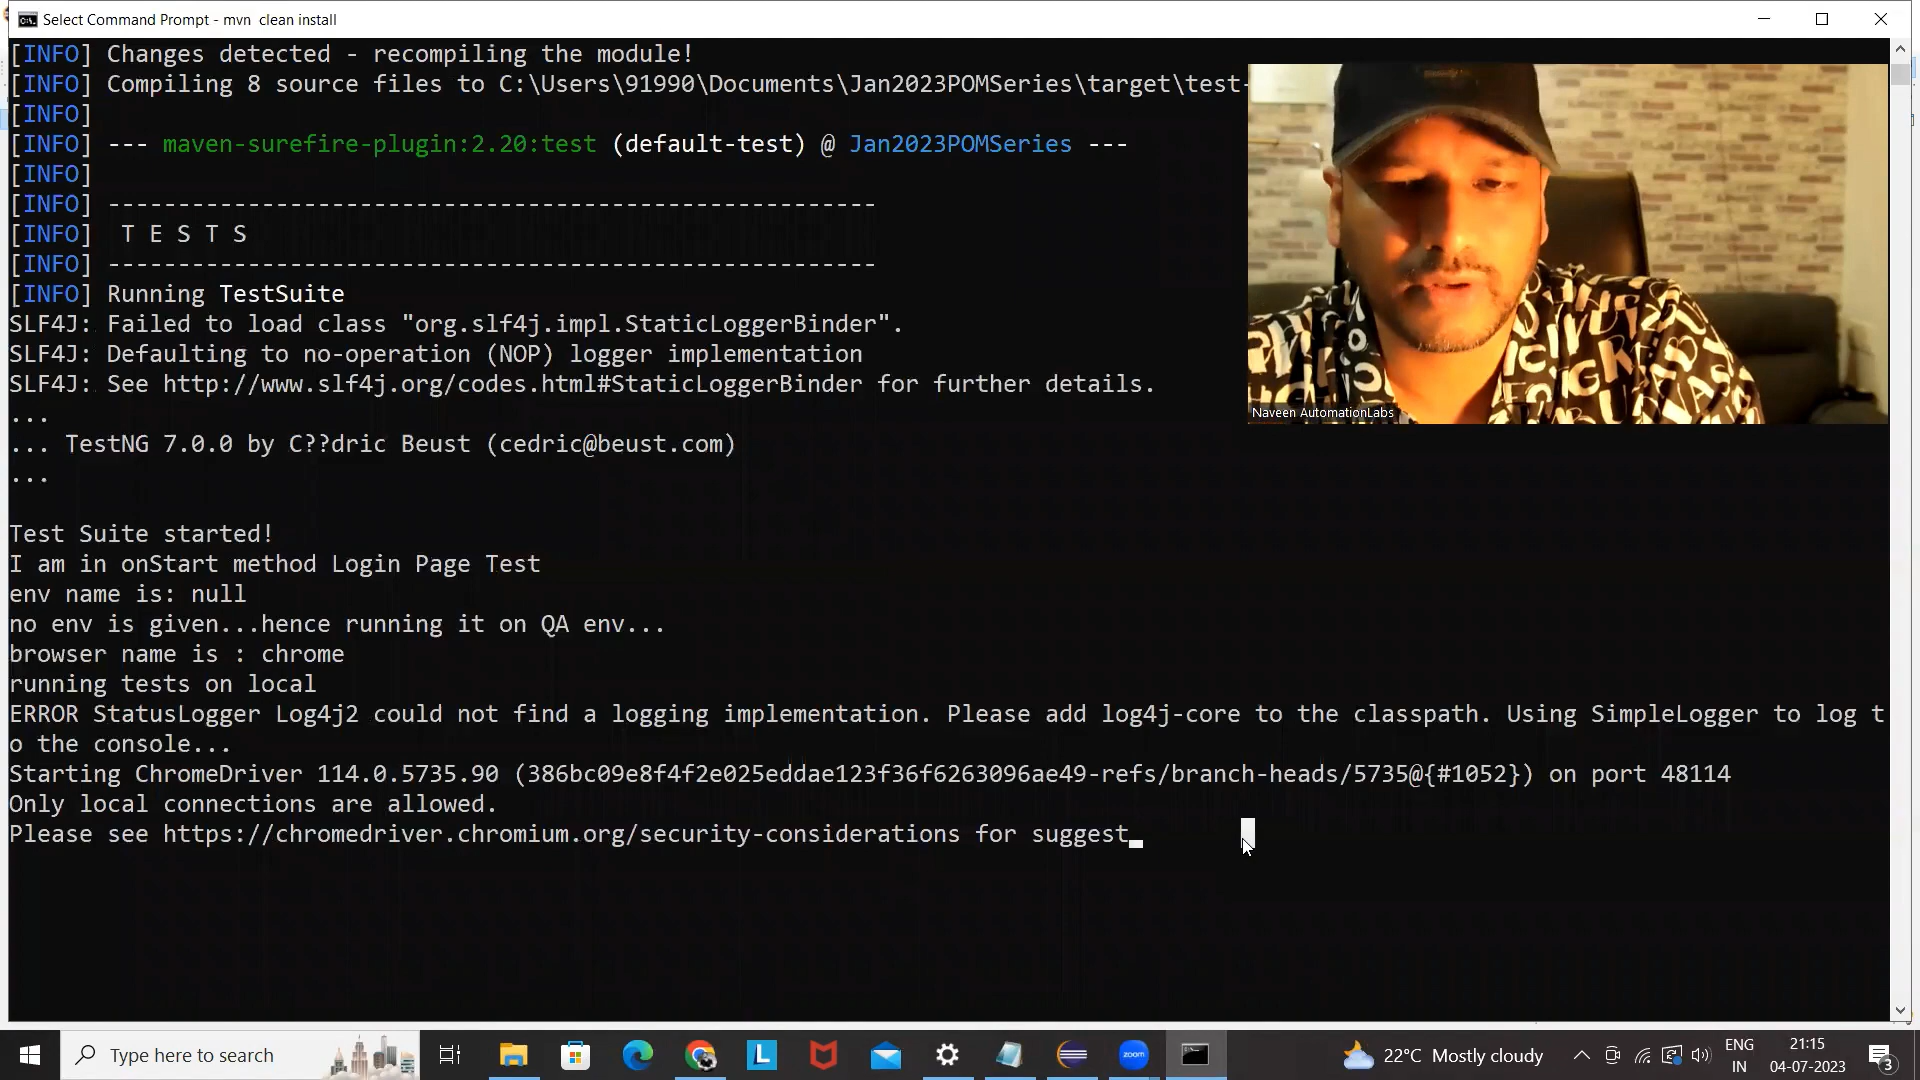 Select Command Prompt - mvn  clean install
[INFO] Changes detected - recompiling the module!
[INFO] Compiling 8 source files to C:\Users\91990\Documents\Jan2023POMSeries\target\test-
[INFO]
[INFO] --- maven-surefire-plugin:2.20:test (default-test) @ Jan2023POMSeries ---
[INFO]
[INFO] -------------------------------------------------------
[INFO]  T E S T S
[INFO] -------------------------------------------------------
[INFO] Running TestSuite
SLF4J: Failed to load class "org.slf4j.impl.StaticLoggerBinder".
SLF4J: Defaulting to no-operation (NOP) logger implementation
SLF4J: See http://www.slf4j.org/codes.html#StaticLoggerBinder for further details.
...
... TestNG 7.0.0 by C??dric Beust (cedric@beust.com)
...
Test Suite started!
I am in onStart method Login Page Test
env name is: null
no env is given...hence running it on QA env...
browser name is : chrome
running tests on local
ERROR StatusLogger Log4j2 could not find a logging implementation. Please add log4j-core to the classpath. Using SimpleLogger to log t
o the console...
Starting ChromeDriver 114.0.5735.90 (386bc09e8f4f2e025eddae123f36f6263096ae49-refs/branch-heads/5735@{#1052}) on port 48114
Only local connections are allowed.
Please see https://chromedriver.chromium.org/security-considerations for suggest
Naveen AutomationLabs
Type here to search
zoom
22°C Mostly cloudy
ENG
IN
21:15
04-07-2023
3